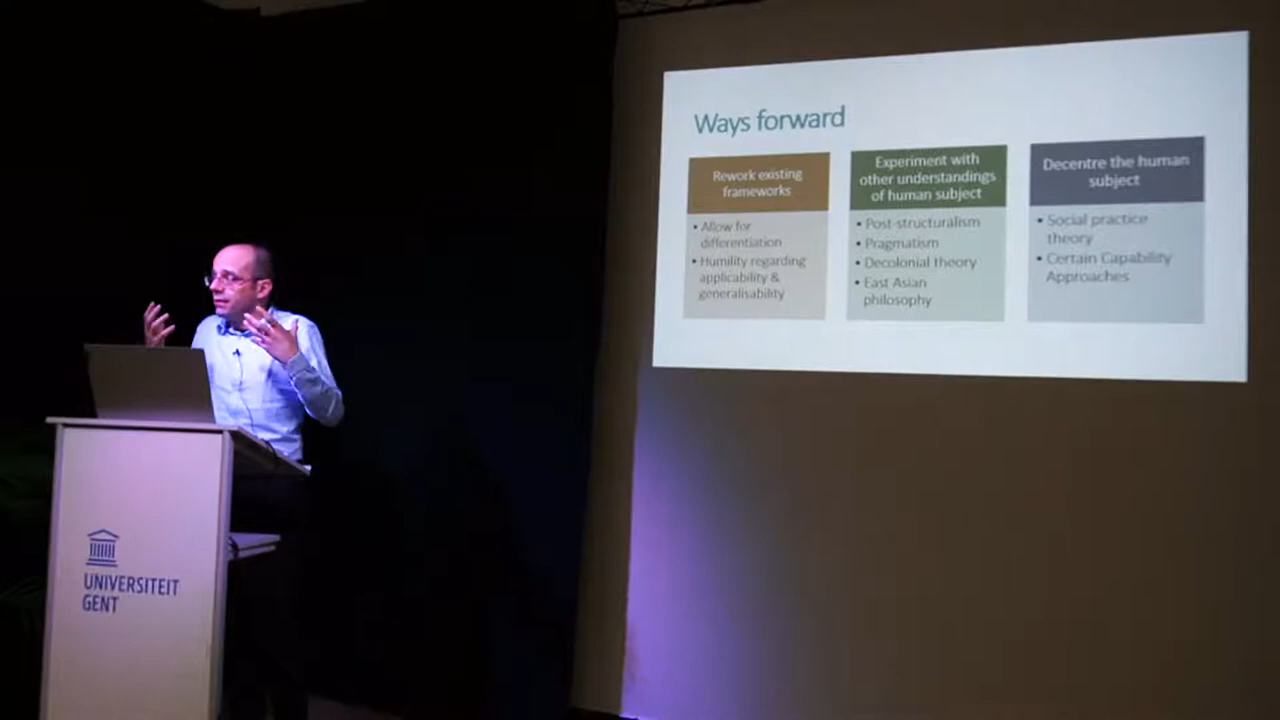 Ways forward
Rework existing
frameworks
• Allow for
differentiation
• Humility regarding
applicability &
generalisability
Experiment with
other understandings
of human subject
• Post-structuralism
• Pragmatism
• Decolonial theory
• East Asian
philosophy
Decentre the human
subject
• Social practice
theory
• Certain Capability
Approaches
UNIVERSITEIT
GENT